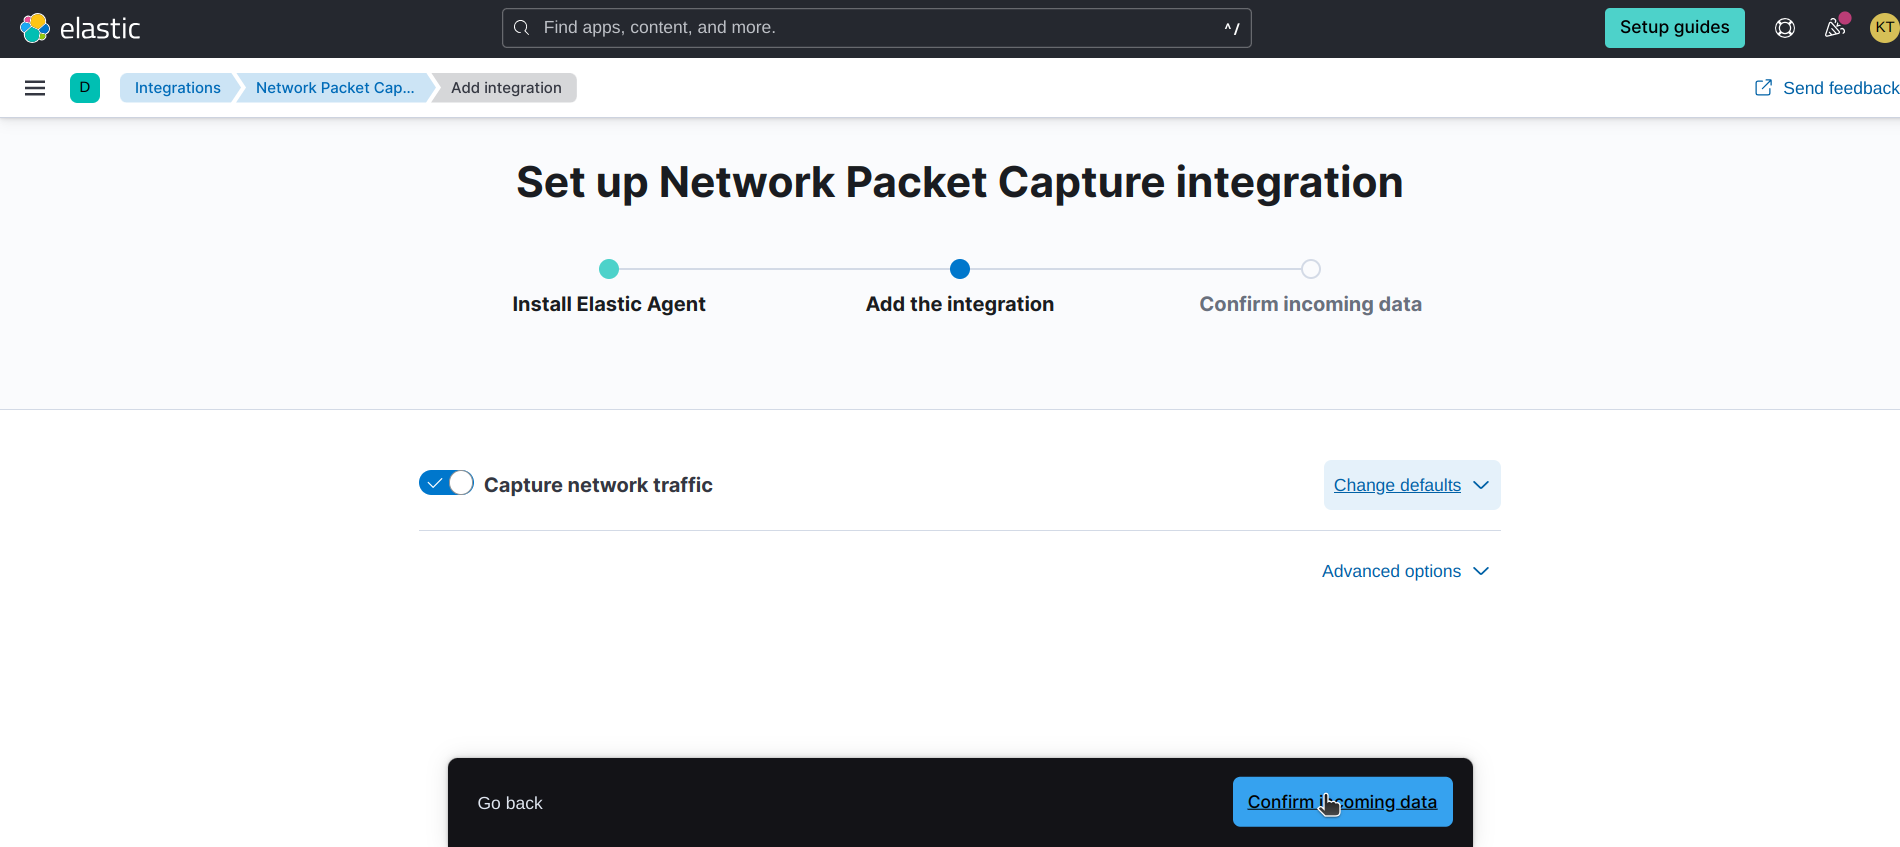 elastic
Find apps, content, and more.
^/
Setup guides
KT
D
Integrations
Network Packet Cap...
Add integration
Send feedback
Set up Network Packet Capture integration
Install Elastic Agent
Add the integration
Confirm incoming data
Capture network traffic
Change defaults
Advanced options
Go back
Confirm incoming data